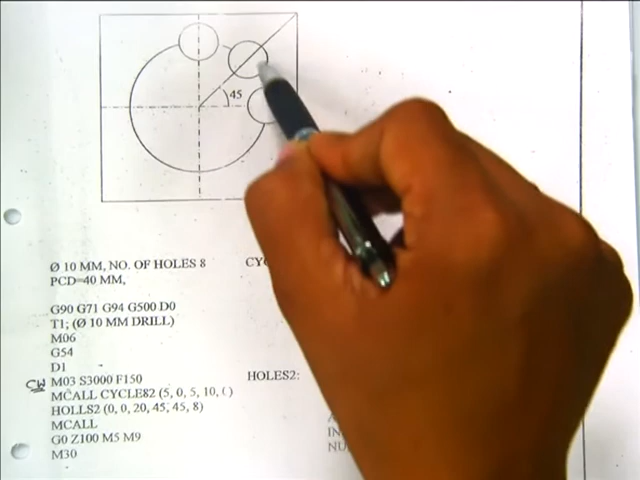 45
Ø 10 MM, NO. OF HOLES 8
PCD=40 MM,
G90 G71 G94 G500 D0
T1; (Ø 10 MM DRILL)
M06
G54
D1
CW M03 S3000 F150
HOLES2:
MCALL CYCLE82 (5, 0, 5, 10, ( )
HOLLS2 (0, 0, 20, 45, 45, 8)
MCALL
G0 Z100 M5 M9
M30